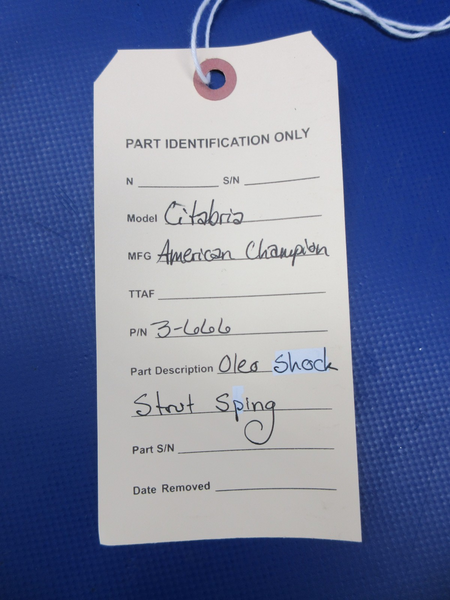 PART IDENTIFICATION ONLY
N S/N
Model Citabria
MFG American Champion
TTAF
P/N 3-666
Part Description Oleo Shock
Strut Sping
Part S/N
Date Removed